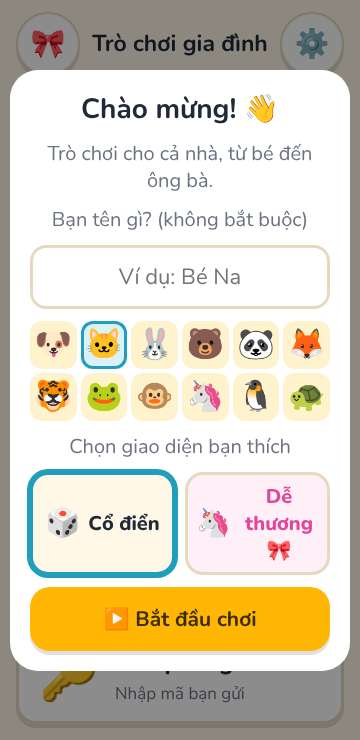 Trò chơi gia đình
Chào mừng! 👋
Trò chơi cho cả nhà, từ bé đến
ông bà.
Bạn tên gì? (không bắt buộc)
Ví dụ: Bé Na
Chọn giao diện bạn thích
Cổ điển
Dễ
thương
🎀
▶️ Bắt đầu chơi
Nhập mã bạn gửi